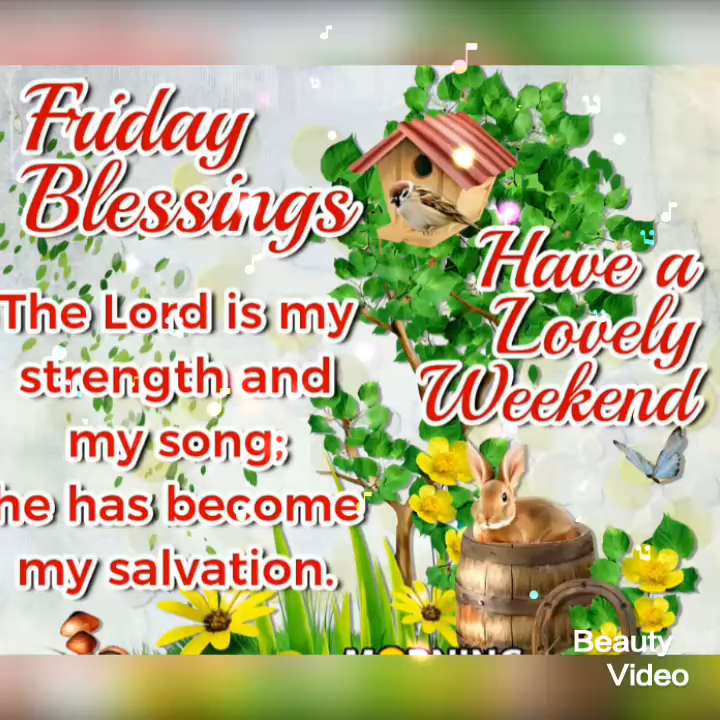 Friday
Blessings
Have a
Lovely
Weekend
The Lord is my
strength and
my song;
he has become
my salvation.
Beauty
Video